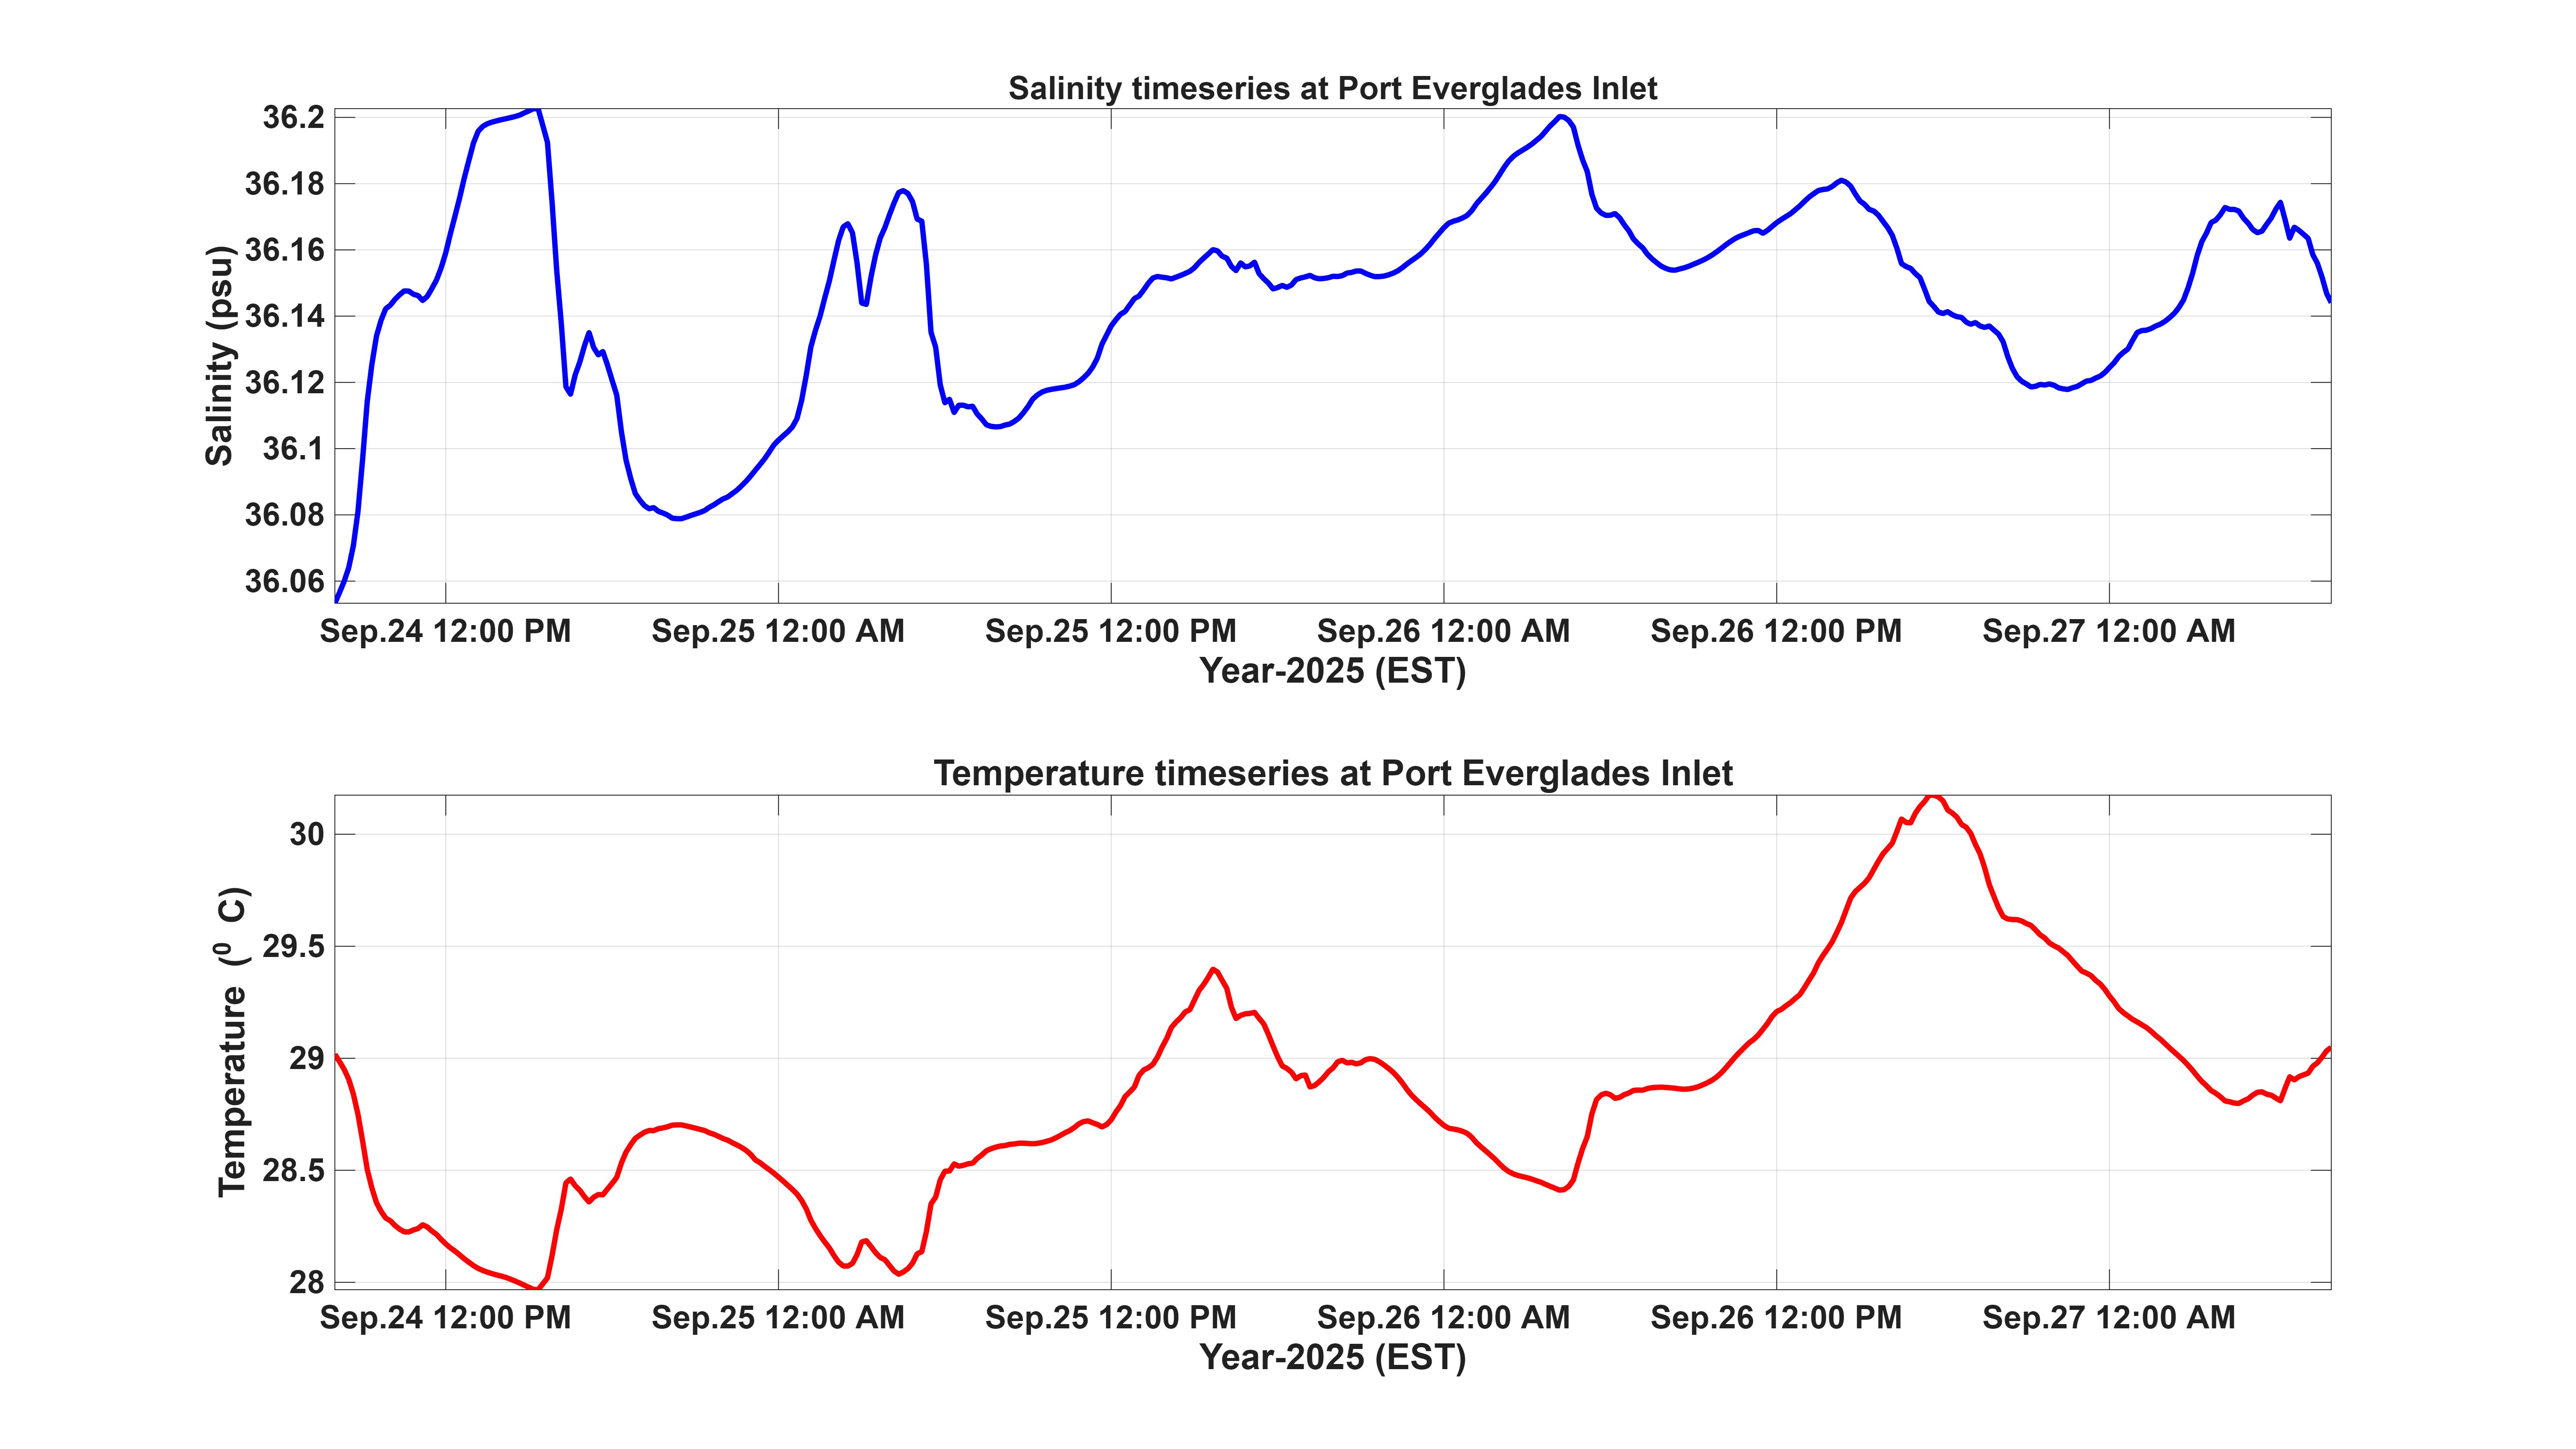 Salinity timeseries at Port Everglades Inlet
Salinity (psu)
36.2
36.18
36.16
36.14
36.12
36.1
36.08
36.06
Sep.24 12:00 PM Sep.25 12:00 AM Sep.25 12:00 PM Sep.26 12:00 AM Sep.26 12:00 PM Sep.27 12:00 AM
Year-2025 (EST)
Temperature timeseries at Port Everglades Inlet
Temperature (⁰ C)
30
29.5
29
28.5
28
Sep.24 12:00 PM Sep.25 12:00 AM Sep.25 12:00 PM Sep.26 12:00 AM Sep.26 12:00 PM Sep.27 12:00 AM
Year-2025 (EST)